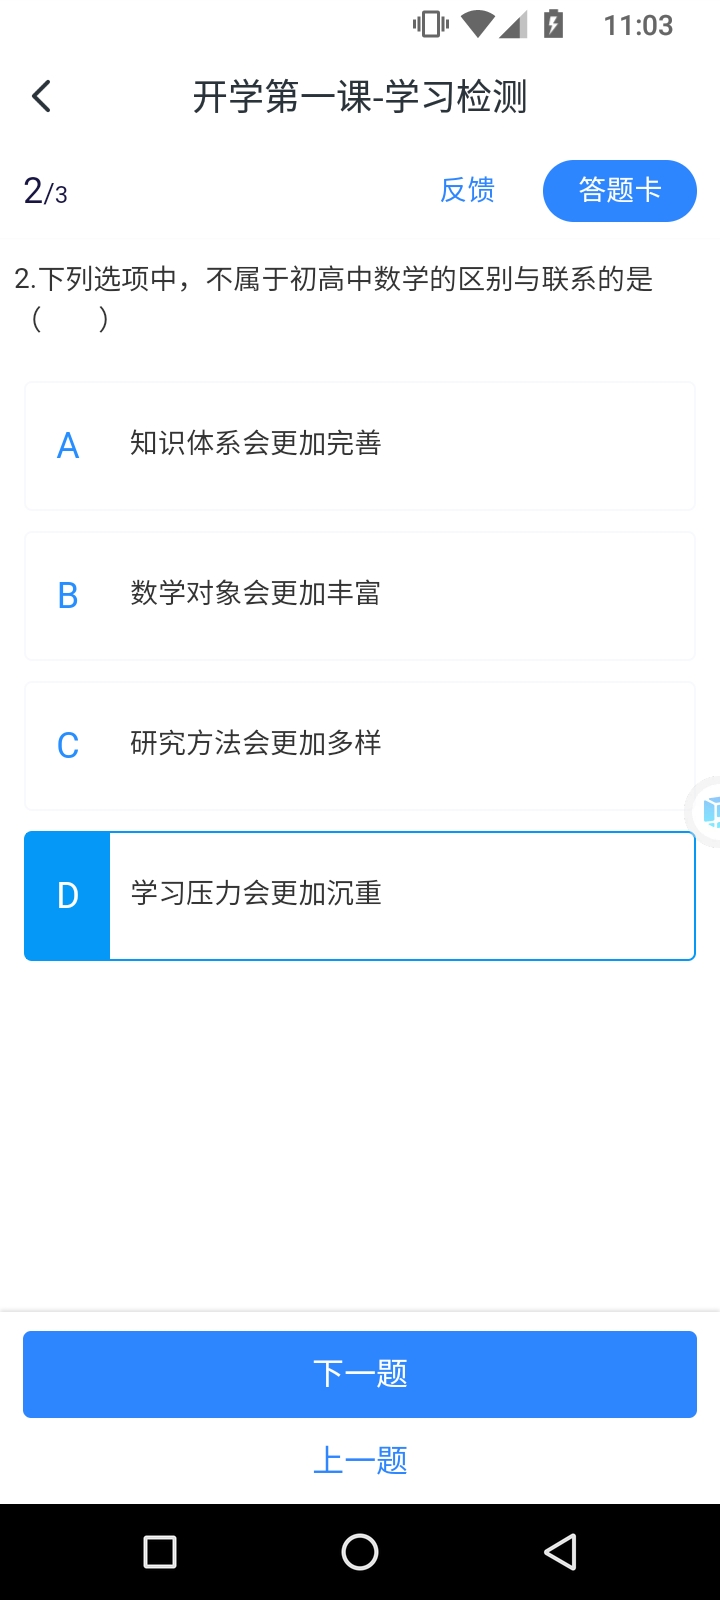 11:03
开学第一课-学习检测
2/3
反馈
答题卡
2.下列选项中，不属于初高中数学的区别与联系的是
（　　）
A 知识体系会更加完善
B 数学对象会更加丰富
C 研究方法会更加多样
D 学习压力会更加沉重
下一题
上一题